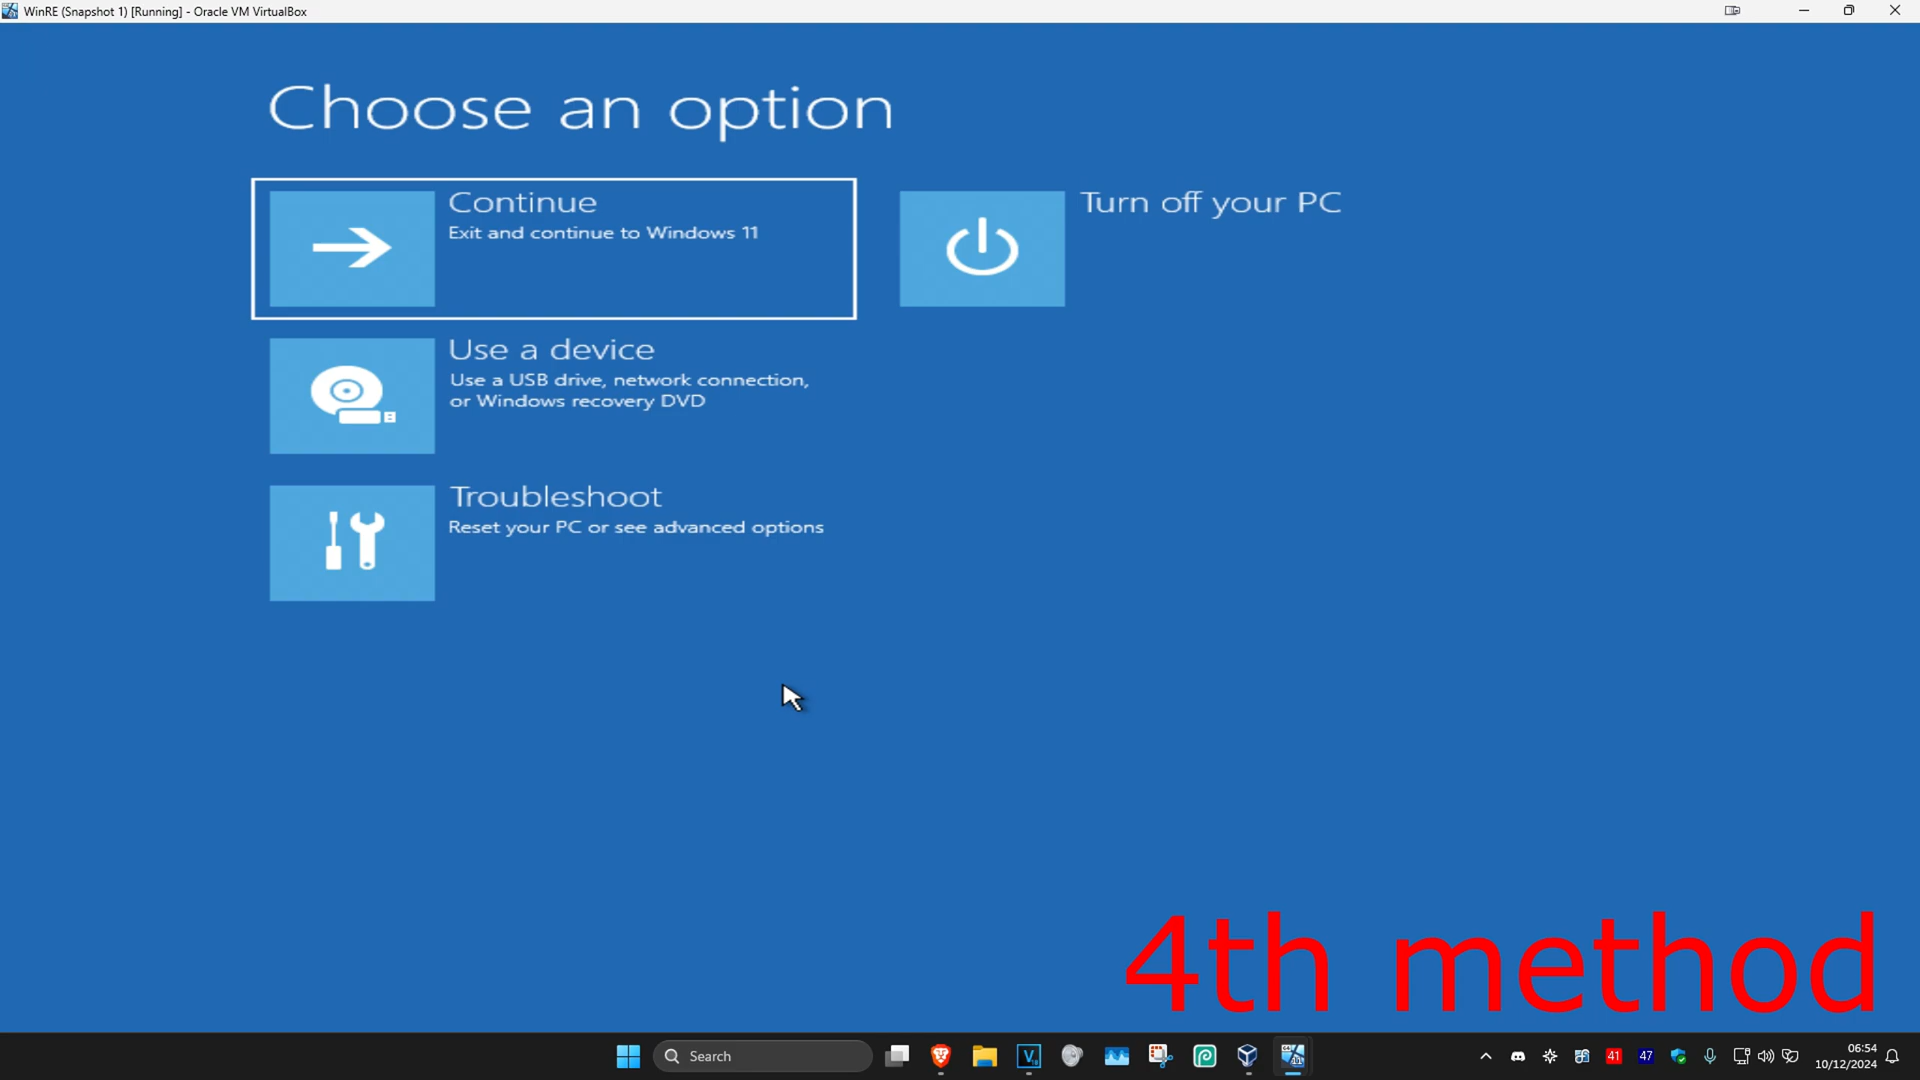 WinRE (Snapshot 1) [Running] - Oracle VM VirtualBox
Choose an option
Continue
Exit and continue to Windows 11
Turn off your PC
Use a device
Use a USB drive, network connection,
or Windows recovery DVD
Troubleshoot
Reset your PC or see advanced options
4th method
Search
41
47
06:54
10/12/2024